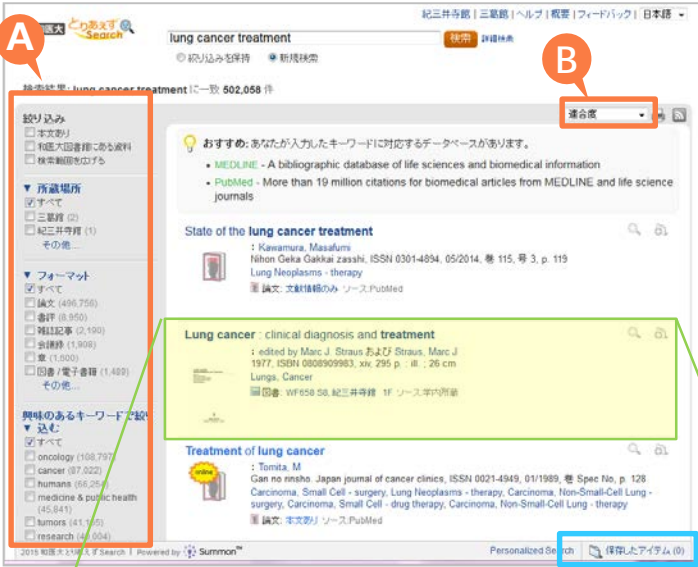 紀三井寺館 | 三葛館 | ヘルプ | 概要 | フィードバック | 日本語
和医大 とりあえず Search
lung cancer treatment 検索 詳細検索
絞り込みを保持 新規検索
A
B
検索結果: lung cancer treatment に一致 502,058 件
適合度
絞り込み
本文あり
和医大図書館にある資料
検索範囲を広げる
▼ 所蔵場所
すべて
三葛館 (2)
紀三井寺館 (1)
その他...
▼ フォーマット
すべて
論文 (496,756)
書評 (8,950)
雑誌記事 (2,190)
会議録 (1,908)
章 (1,600)
図書 / 電子書籍 (1,489)
その他...
興味のあるキーワードで絞り
▼ 込む
すべて
oncology (108,797)
cancer (87,022)
humans (66,254)
medicine & public health
(45,841)
tumors
research
おすすめ: あなたが入力したキーワードに対応するデータベースがあります。
• MEDLINE - A bibliographic database of life sciences and biomedical information
• PubMed - More than 19 million citations for biomedical articles from MEDLINE and life science
journals
State of the lung cancer treatment
: Kawamura, Masafumi
Nihon Geka Gakkai zasshi, ISSN 0301-4894, 05/2014, 巻 115, 号 3, p. 119
Lung Neoplasms - therapy
論文: 文献情報のみ ソース:PubMed
Lung cancer : clinical diagnosis and treatment
: edited by Marc J. Straus および Straus, Marc J
1977, ISBN 0808909983, xiv, 295 p. : ill. ; 26 cm
Lungs, Cancer
図書: WF658 S8, 紀三井寺館 1F ソース:学内所蔵
Treatment of lung cancer
online
: Tomita, M
Gan no rinsho. Japan journal of cancer clinics, ISSN 0021-4949, 01/1989, 巻 Spec No, p. 128
Carcinoma, Small Cell - surgery, Lung Neoplasms - therapy, Carcinoma, Non-Small-Cell Lung -
surgery, Carcinoma, Small Cell - drug therapy, Carcinoma, Non-Small-Cell Lung - therapy
論文: 本文あり ソース:PubMed
2015 和医大とりあえず Search | Powered by Summon™
Personalized Search 保存したアイテム (0)